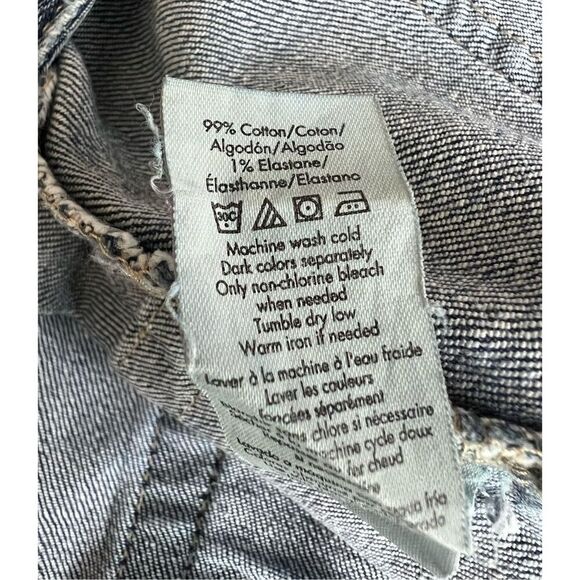 99% Cotton/Coton/
Algodón/Algodão
1% Elastane/
Élasthanne/Elastano
30C
Machine wash cold
Dark colors separately
Only non-chlorine bleach
when needed
Tumble dry low
Warm iron if needed
Laver à la machine à l'eau froide
Laver les couleurs
foncées séparément
chlore si nécessaire
cycle doux
fer chaud
fría